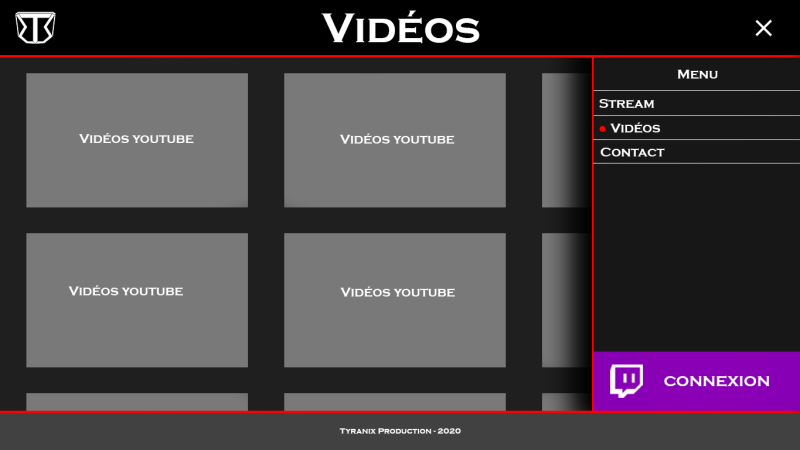 Vidéos
Menu
Stream
Vidéos
Contact
Vidéos youtube
Vidéos youtube
Vidéos youtube
Vidéos youtube
CONNEXION
Tyranix Production - 2020